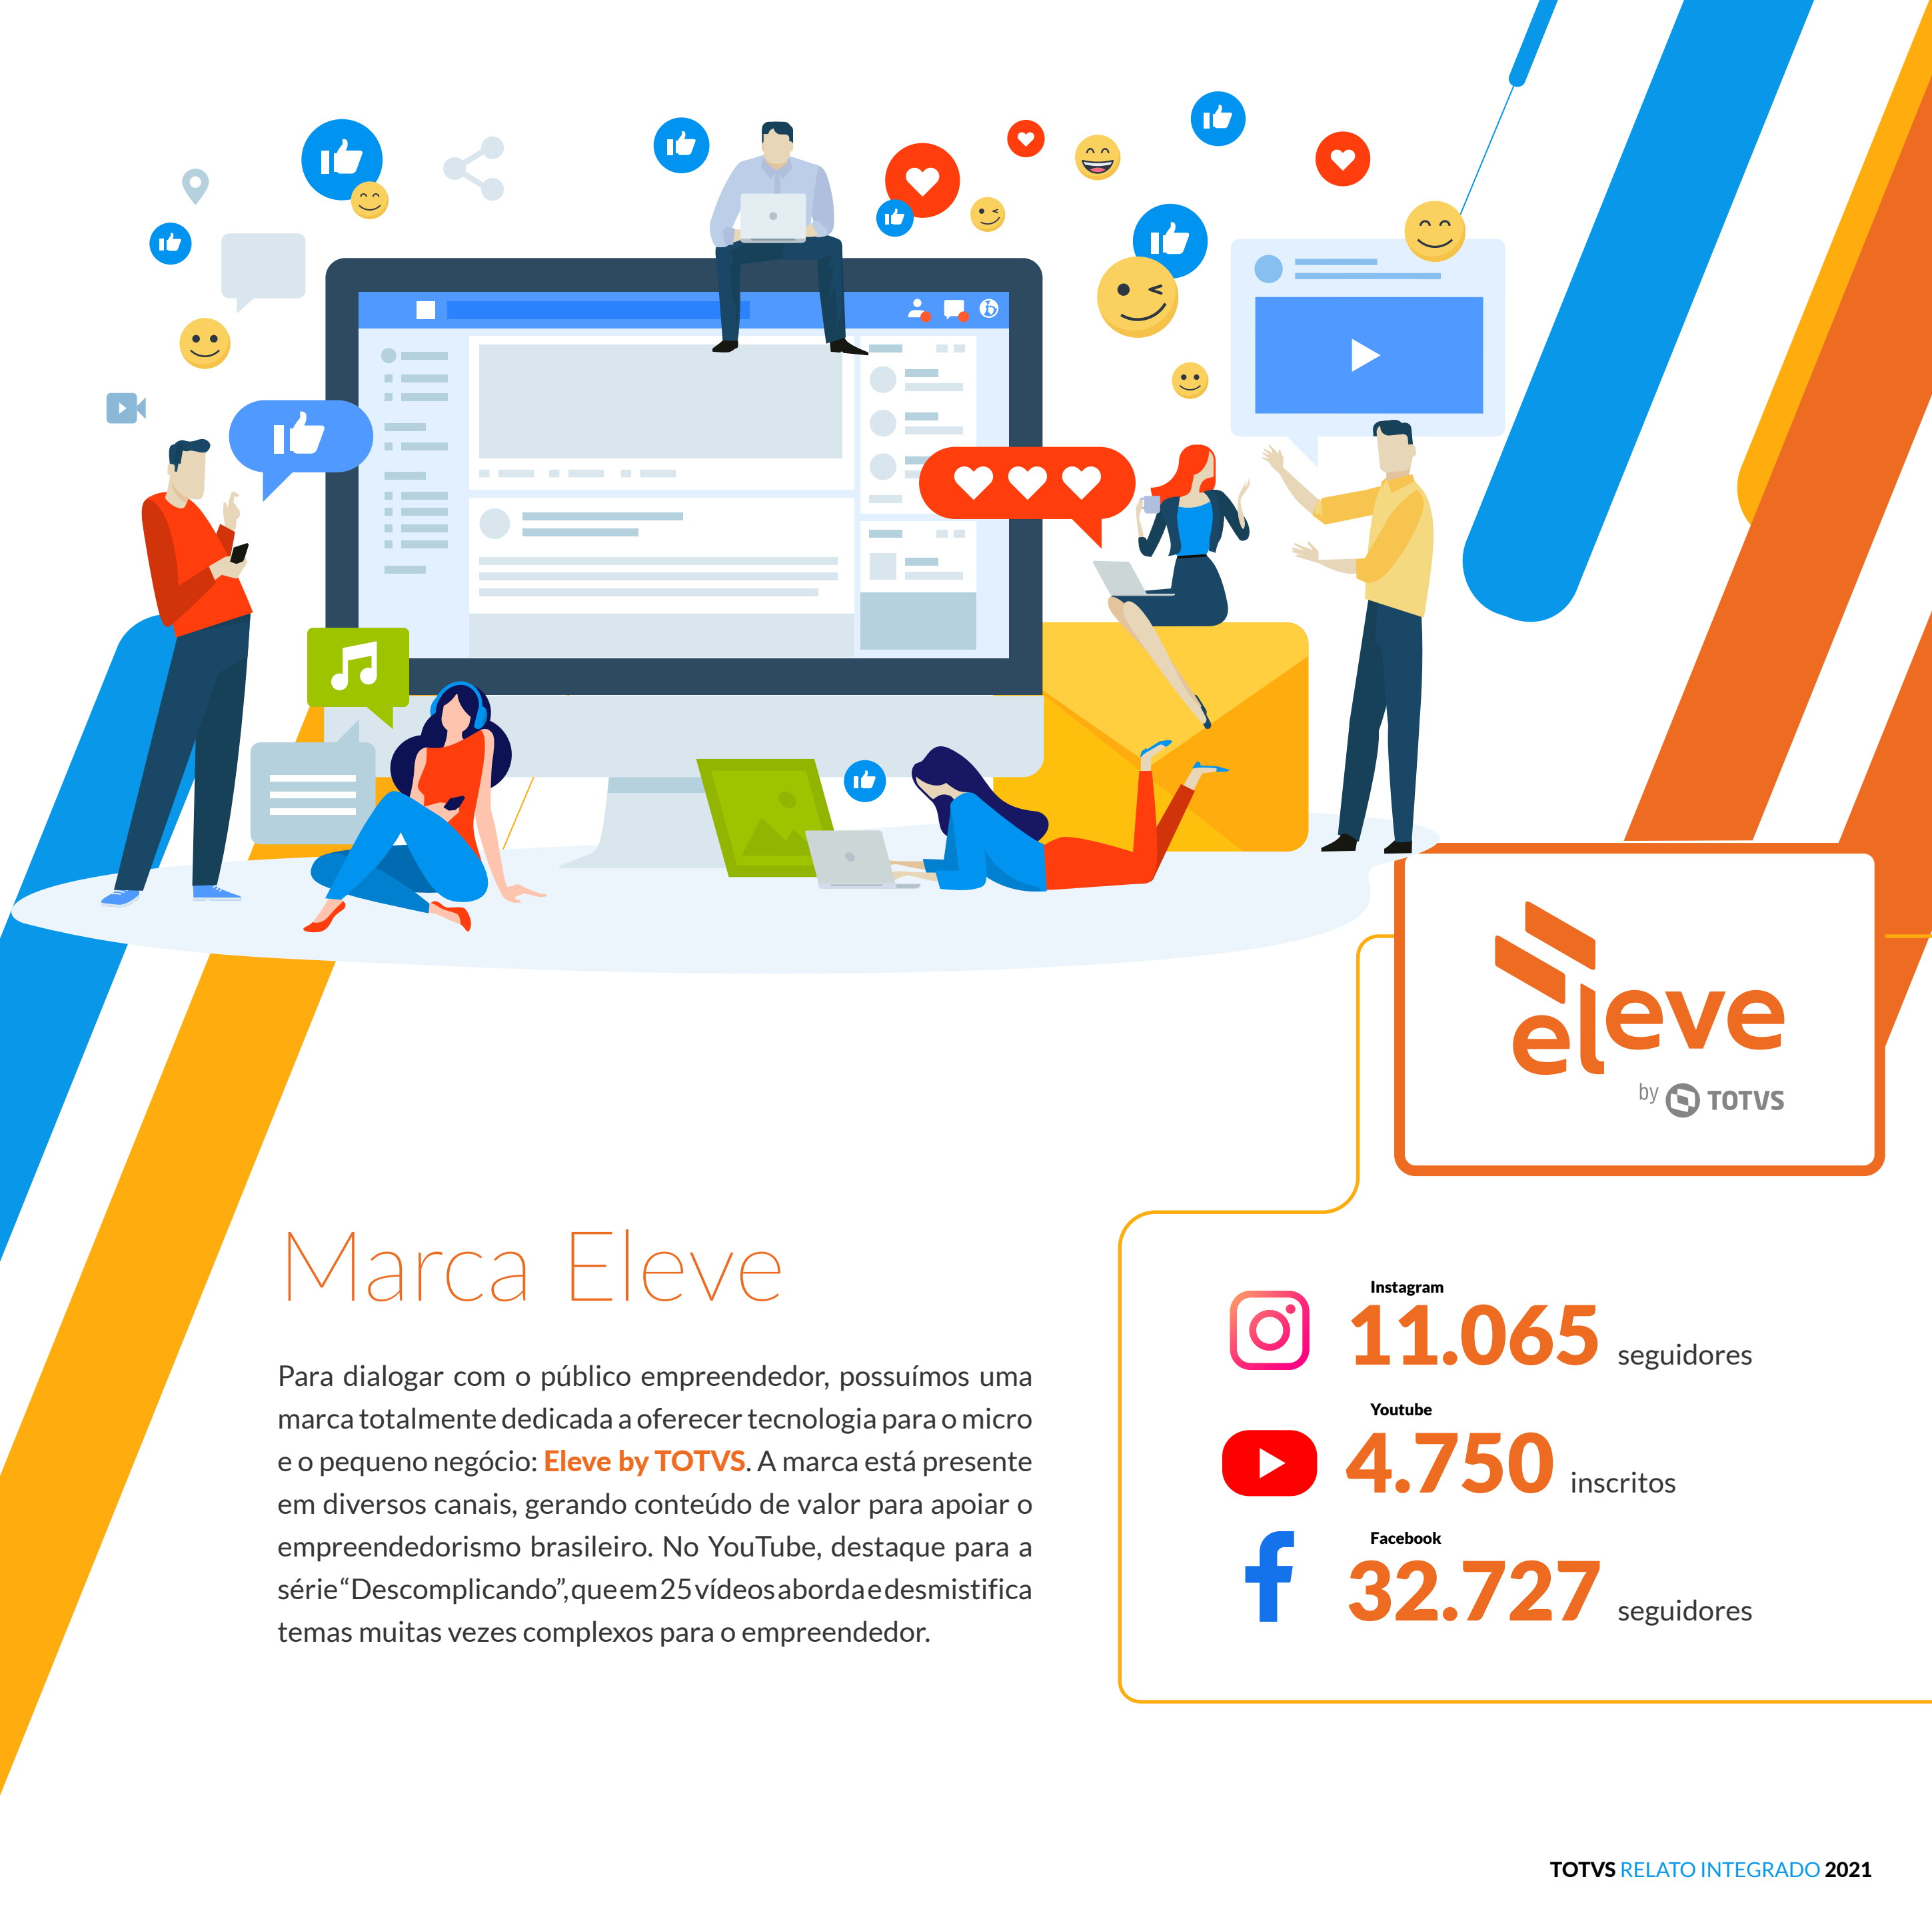 eleve
by TOTVS
Marca Eleve
Para dialogar com o público empreendedor, possuímos uma
marca totalmente dedicada a oferecer tecnologia para o micro
e o pequeno negócio: Eleve by TOTVS. A marca está presente
em diversos canais, gerando conteúdo de valor para apoiar o
empreendedorismo brasileiro. No YouTube, destaque para a
série “Descomplicando”, que em 25 vídeos aborda e desmistifica
temas muitas vezes complexos para o empreendedor.
Instagram
11.065 seguidores
Youtube
4.750 inscritos
Facebook
32.727 seguidores
TOTVS RELATO INTEGRADO 2021